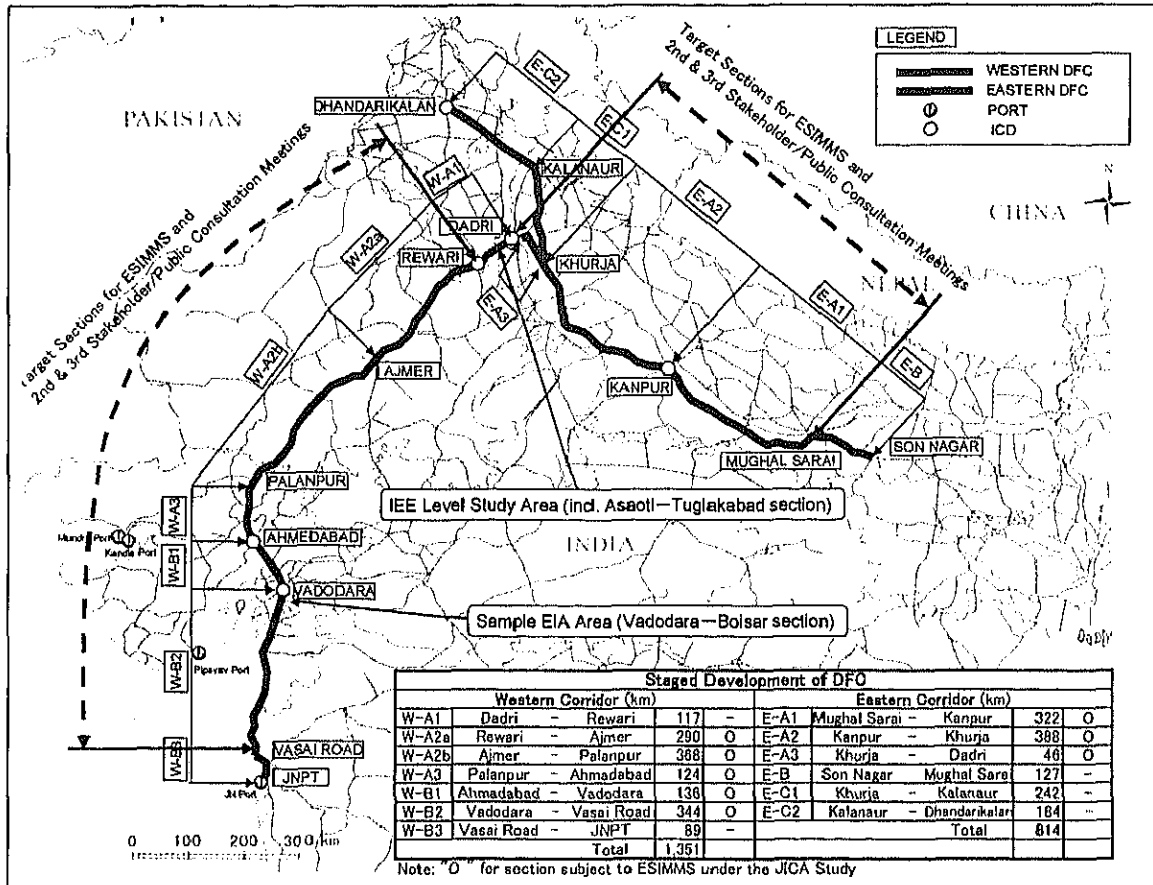 LEGEND
WESTERN DFC
EASTERN DFC
PORT
ICD
Target Sections for ESIMMS and
2nd & 3rd Stakeholder/Public Consultation Meetings
Target Sections for ESIMMS and
2nd & 3rd Stakeholder/Public Consultation Meetings
PAKISTAN
CHINA
NEPAL
INDIA
N
E-C2
E-C1
E-A2
E-A1
E-B
E-A3
W-A1
W-A2a
W-A2b
W-A3
W-B1
W-B2
W-B3
DHANDARIKALAN
KALANAUR
DADRI
REWARI
KHURJA
AJMER
KANPUR
MUGHAL SARAI
SON NAGAR
PALANPUR
AHMEDABAD
VADODARA
VASAI ROAD
JNPT
Kandla Port
Pipavav Port
JN Port
IEE Level Study Area (incl. Asaoti–Tuglakabad section)
Sample EIA Area (Vadodara–Bolsar section)
0 100 200 300 km
Staged Development of DFC
Western Corridor (km) Eastern Corridor (km)
W-A1 Dadri - Rewari 117 - E-A1 Mughal Sarai - Kanpur 322 O
W-A2a Rewari - Ajmer 290 O E-A2 Kanpur - Khurja 388 O
W-A2b Ajmer - Palanpur 368 O E-A3 Khurja - Dadri 46 O
W-A3 Palanpur - Ahmadabad 124 O E-B Son Nagar Mughal Sarai 127 -
W-B1 Ahmadabad - Vadodara 136 O E-C1 Khurja - Kalanaur 242 -
W-B2 Vadodara - Vasai Road 344 O E-C2 Kalanaur - Dhandarikalan 184 -
W-B3 Vasai Road - JNPT 89 - Total 814
Total 1,351
Note: "O" for section subject to ESIMMS under the JICA Study